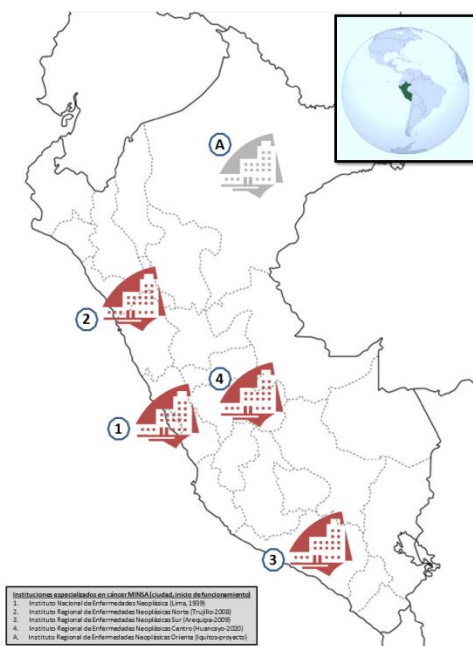 A
2
4
1
3
Instituciones especializados en cáncer MINSA (ciudad, inicio de funcionamiento)
1. Instituto Nacional de Enfermedades Neoplásica (Lima, 1939)
2. Instituto Regional de Enfermedades Neoplásicas Norte (Trujillo-2008)
3. Instituto Regional de Enfermedades Neoplásicas Sur (Arequipa-2009)
4. Instituto Regional de Enfermedades Neoplásicas Centro (Huancayo-2020)
A. Instituto Regional de Enfermedades Neoplásicas Oriente (Iquitos-proyecto)